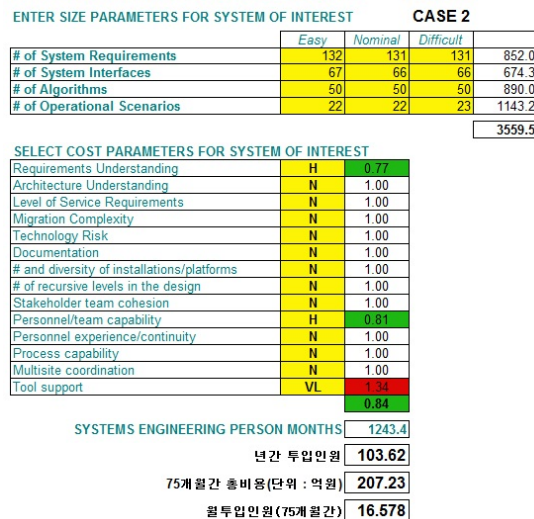 ENTER SIZE PARAMETERS FOR SYSTEM OF INTEREST CASE 2
Easy Nominal Difficult
# of System Requirements 132 131 131 852.0
# of System Interfaces 67 66 66 674.3
# of Algorithms 50 50 50 890.0
# of Operational Scenarios 22 22 23 1143.2
3559.5
SELECT COST PARAMETERS FOR SYSTEM OF INTEREST
Requirements Understanding H 0.77
Architecture Understanding N 1.00
Level of Service Requirements N 1.00
Migration Complexity N 1.00
Technology Risk N 1.00
Documentation N 1.00
# and diversity of installations/platforms N 1.00
# of recursive levels in the design N 1.00
Stakeholder team cohesion N 1.00
Personnel/team capability H 0.81
Personnel experience/continuity N 1.00
Process capability N 1.00
Multisite coordination N 1.00
Tool support VL 1.34
0.84
SYSTEMS ENGINEERING PERSON MONTHS 1243.4
년간 투입인원 103.62
75개월간 총비용(단위 : 억원) 207.23
월투입인원(75개월간) 16.578